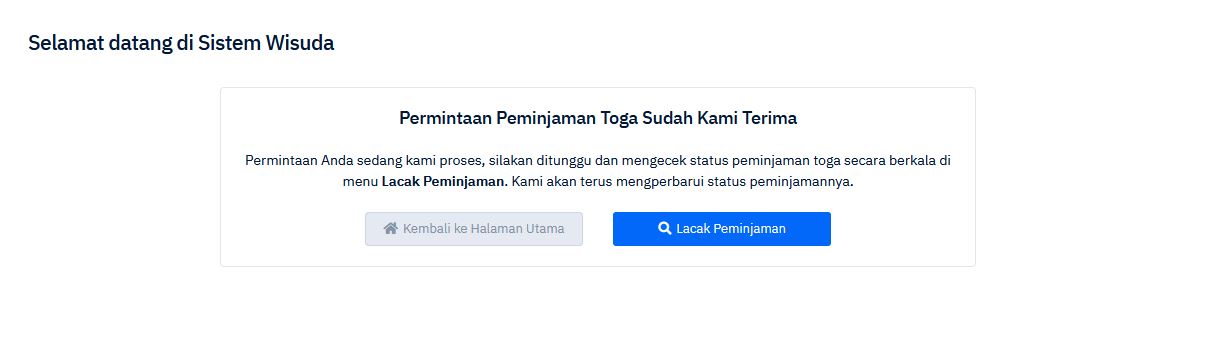 Selamat datang di Sistem Wisuda
Permintaan Peminjaman Toga Sudah Kami Terima
Permintaan Anda sedang kami proses, silakan ditunggu dan mengecek status peminjaman toga secara berkala di
menu Lacak Peminjaman. Kami akan terus mengperbarui status peminjamannya.
Kembali ke Halaman Utama
Lacak Peminjaman